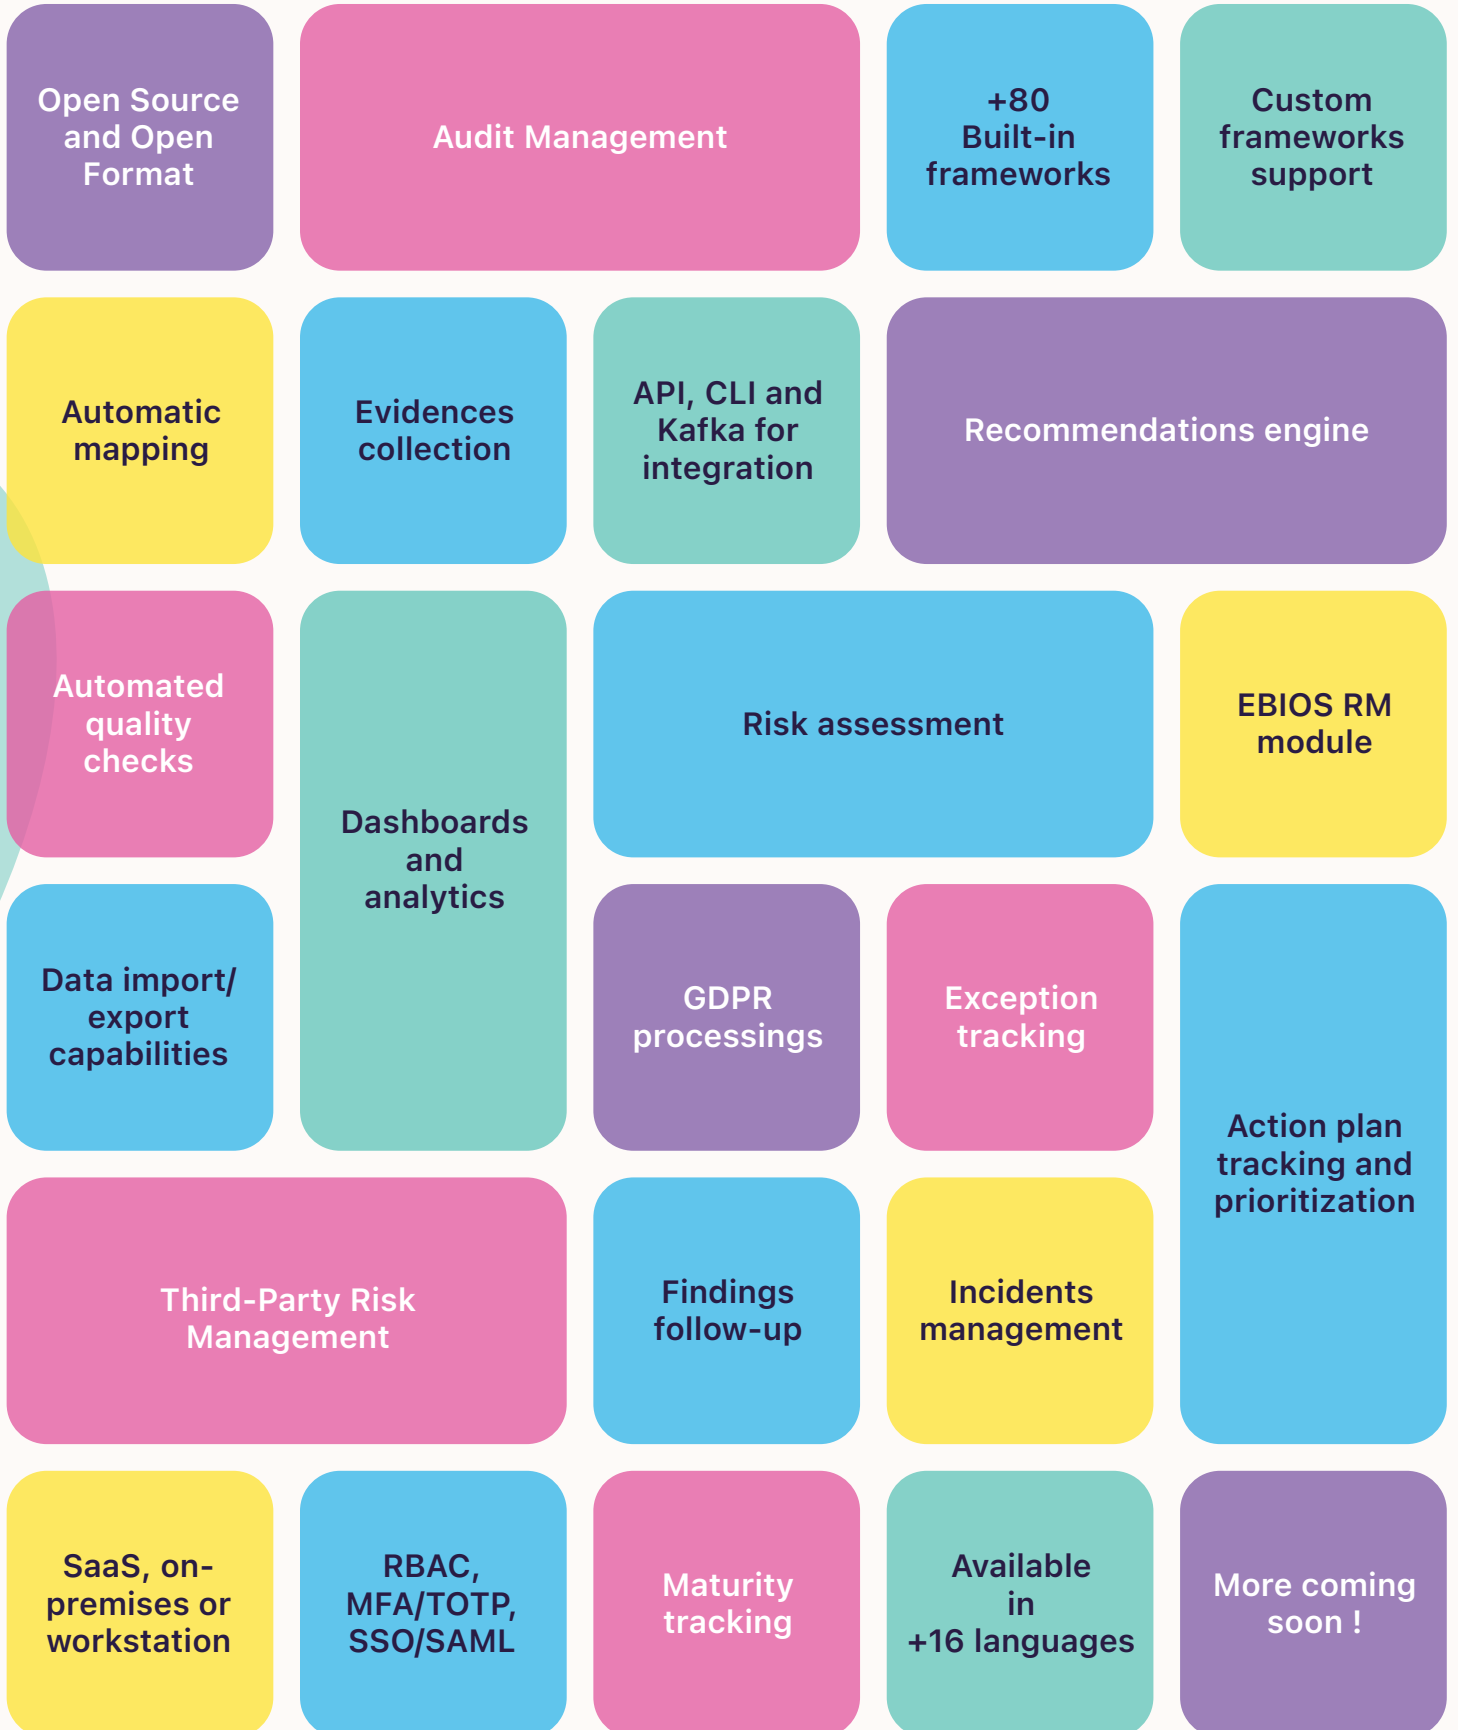 Open Source
and Open
Format
Audit Management
+80
Built-in
frameworks
Custom
frameworks
support
Automatic
mapping
Evidences
collection
API, CLI and
Kafka for
integration
Recommendations engine
Automated
quality
checks
Dashboards
and
analytics
Risk assessment
EBIOS RM
module
Data import/
export
capabilities
GDPR
processings
Exception
tracking
Action plan
tracking and
prioritization
Third-Party Risk
Management
Findings
follow-up
Incidents
management
SaaS, on-
premises or
workstation
RBAC,
MFA/TOTP,
SSO/SAML
Maturity
tracking
Available
in
+16 languages
More coming
soon !